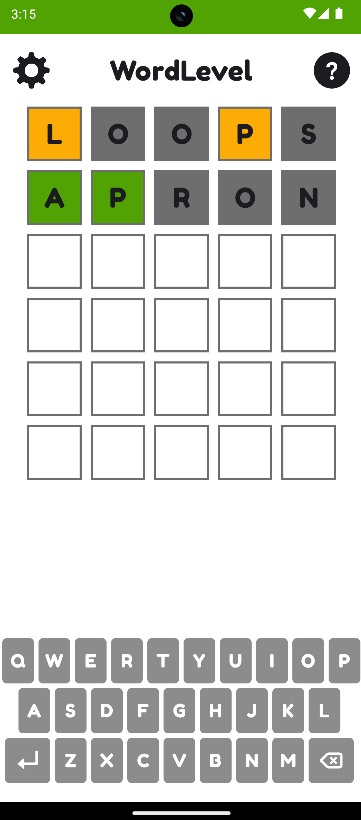 3:15
WordLevel ?
L O O P S
A P R O N
Q W E R T Y U I O P
A S D F G H J K L
Z X C V B N M